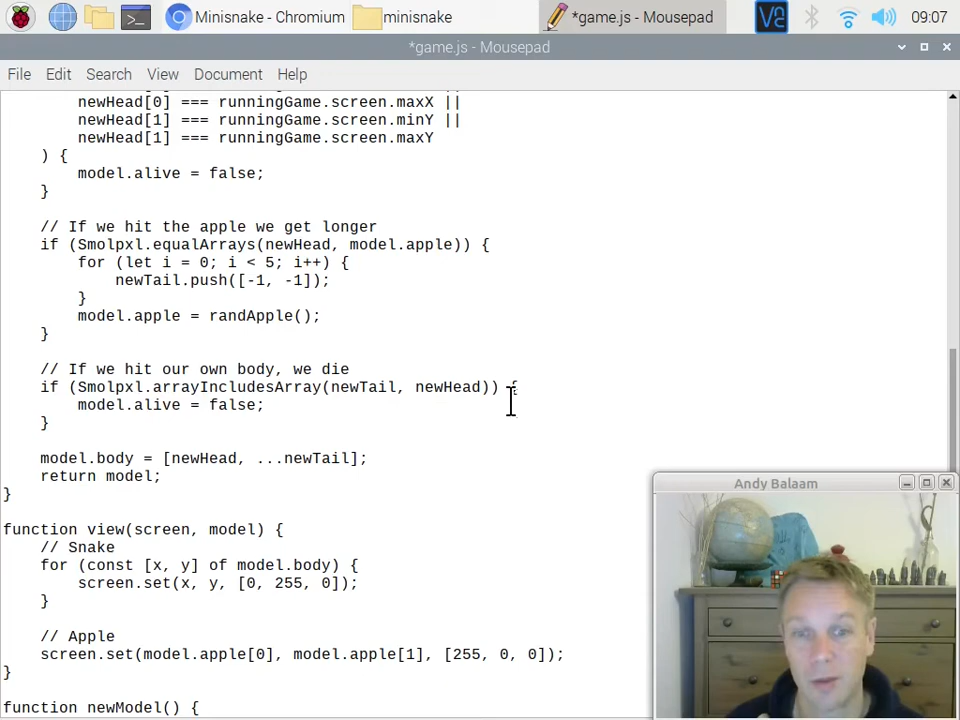 Minisnake - Chromium
minisnake
*game.js - Mousepad
09:07
*game.js - Mousepad
File Edit Search View Document Help
newHead[0] === runningGame.screen.maxX ||
newHead[1] === runningGame.screen.minY ||
newHead[1] === runningGame.screen.maxY
) {
model.alive = false;
}
// If we hit the apple we get longer
if (Smolpxl.equalArrays(newHead, model.apple)) {
for (let i = 0; i < 5; i++) {
newTail.push([-1, -1]);
}
model.apple = randApple();
}
// If we hit our own body, we die
if (Smolpxl.arrayIncludesArray(newTail, newHead)) {
model.alive = false;
}
model.body = [newHead, ...newTail];
return model;
}
function view(screen, model) {
// Snake
for (const [x, y] of model.body) {
screen.set(x, y, [0, 255, 0]);
}
// Apple
screen.set(model.apple[0], model.apple[1], [255, 0, 0]);
}
function newModel() {
Andy Balaam